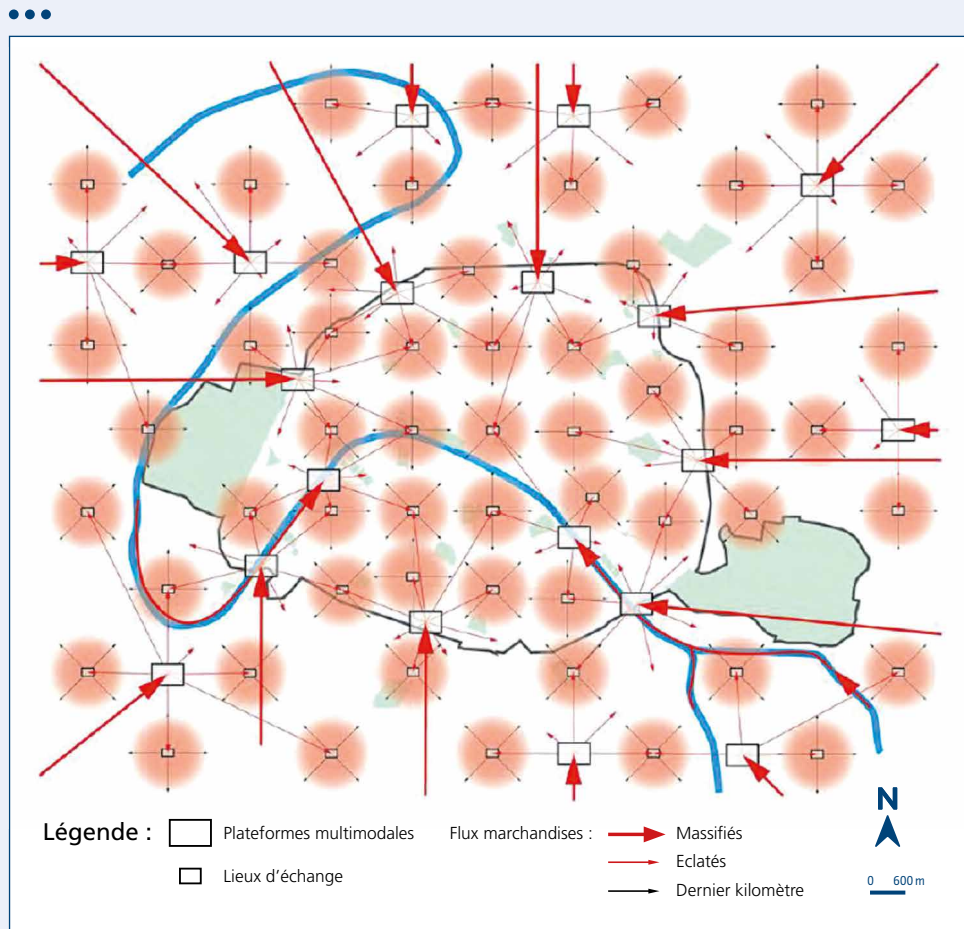 Légende :
Plateformes multimodales
Lieux d'échange
Flux marchandises :
Massifiés
Eclatés
Dernier kilomètre
N
0 600 m